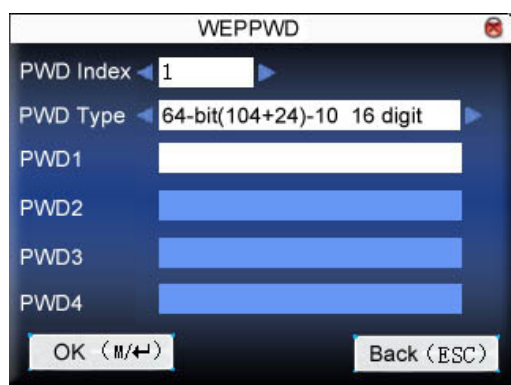 WEPPWD
PWD Index 1
PWD Type 64-bit(104+24)-10 16 digit
PWD1
PWD2
PWD3
PWD4
OK (M/↵) Back (ESC)